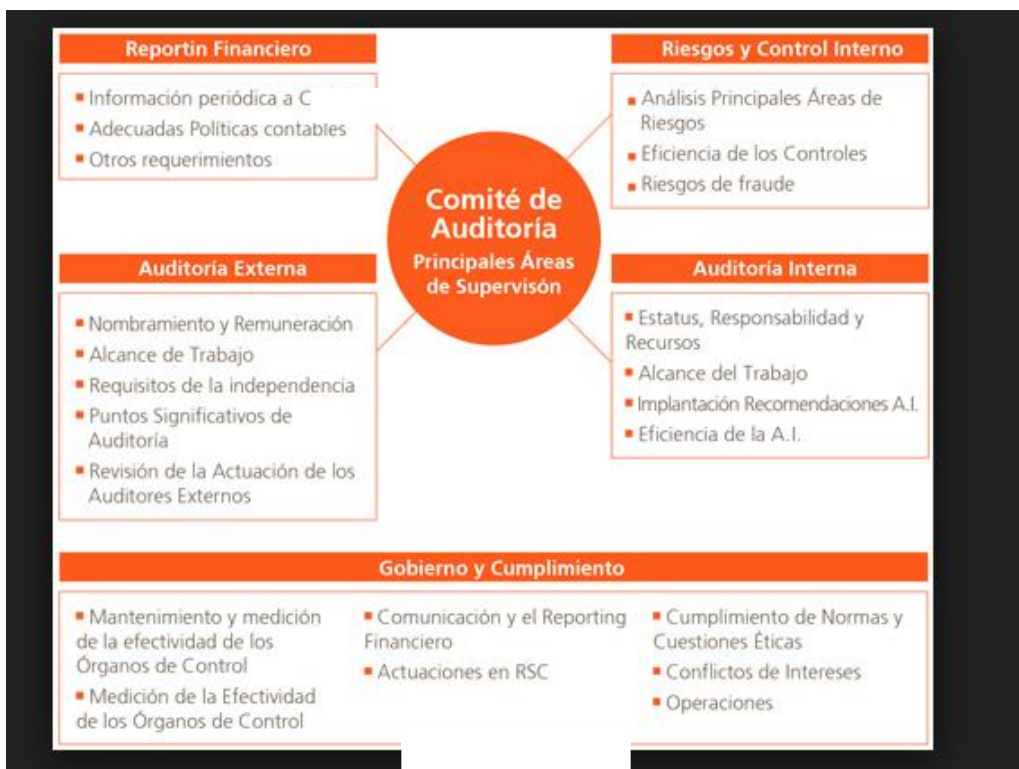 Reportin Financiero
■ Información periódica a C
■ Adecuadas Políticas contables
■ Otros requerimientos
Riesgos y Control Interno
■ Análisis Principales Áreas de
Riesgos
■ Eficiencia de los Controles
■ Riesgos de fraude
Comité de
Auditoría
Principales Áreas
de Supervisón
Auditoría Externa
■ Nombramiento y Remuneración
■ Alcance de Trabajo
■ Requisitos de la independencia
■ Puntos Significativos de
Auditoría
■ Revisión de la Actuación de los
Auditores Externos
Auditoría Interna
■ Estatus, Responsabilidad y
Recursos
■ Alcance del Trabajo
■ Implantación Recomendaciones A.I.
■ Eficiencia de la A.I.
Gobierno y Cumplimiento
■ Mantenimiento y medición
de la efectividad de los
Órganos de Control
■ Medición de la Efectividad
de los Órganos de Control
■ Comunicación y el Reporting
Financiero
■ Actuaciones en RSC
■ Cumplimiento de Normas y
Cuestiones Éticas
■ Conflictos de Intereses
■ Operaciones